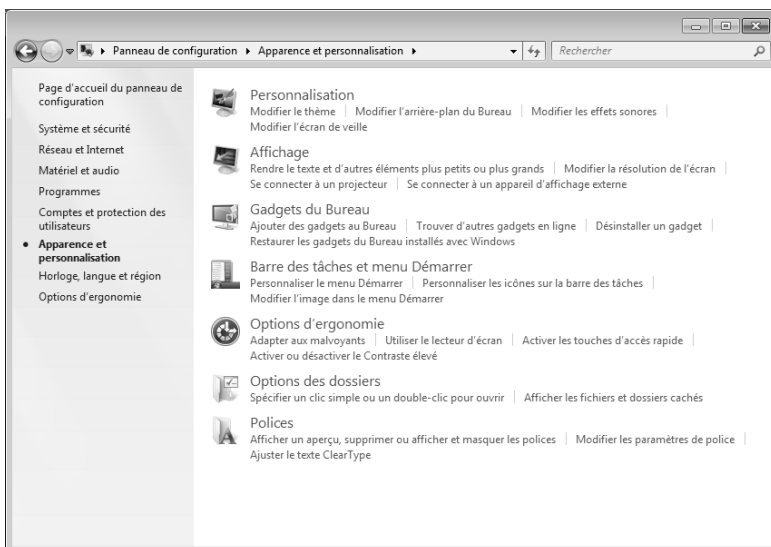 Panneau de configuration ▸ Apparence et personnalisation ▸
Rechercher
Page d'accueil du panneau de
configuration
Système et sécurité
Réseau et Internet
Matériel et audio
Programmes
Comptes et protection des
utilisateurs
Apparence et
personnalisation
Horloge, langue et région
Options d'ergonomie
Personnalisation
Modifier le thème | Modifier l'arrière-plan du Bureau | Modifier les effets sonores |
Modifier l'écran de veille
Affichage
Rendre le texte et d'autres éléments plus petits ou plus grands | Modifier la résolution de l'écran |
Se connecter à un projecteur | Se connecter à un appareil d'affichage externe
Gadgets du Bureau
Ajouter des gadgets au Bureau | Trouver d'autres gadgets en ligne | Désinstaller un gadget |
Restaurer les gadgets du Bureau installés avec Windows
Barre des tâches et menu Démarrer
Personnaliser le menu Démarrer | Personnaliser les icônes sur la barre des tâches |
Modifier l'image dans le menu Démarrer
Options d'ergonomie
Adapter aux malvoyants | Utiliser le lecteur d'écran | Activer les touches d'accès rapide |
Activer ou désactiver le Contraste élevé
Options des dossiers
Spécifier un clic simple ou un double-clic pour ouvrir | Afficher les fichiers et dossiers cachés
Polices
Afficher un aperçu, supprimer ou afficher et masquer les polices | Modifier les paramètres de police |
Ajuster le texte ClearType